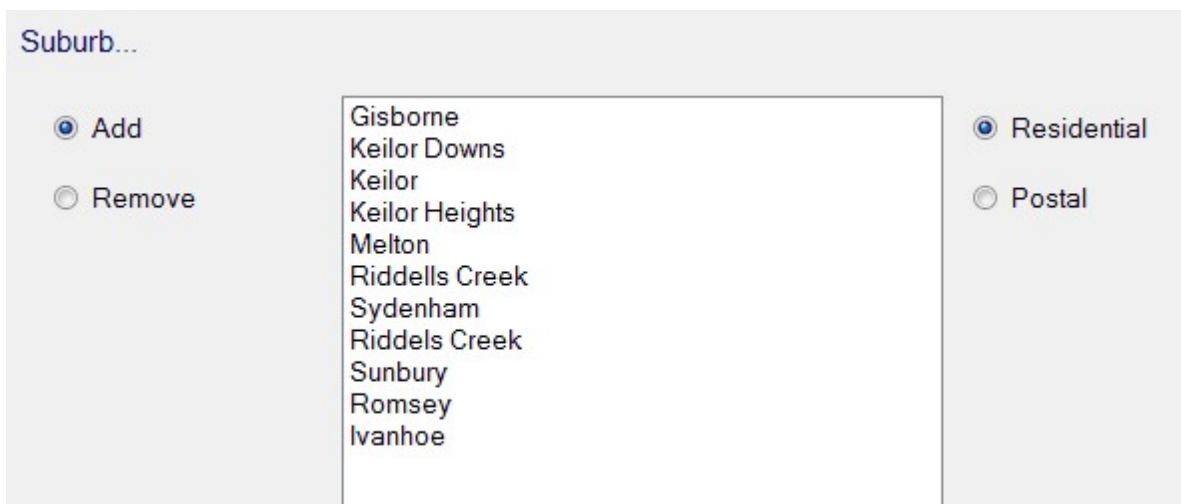 Suburb...
Add
Remove
Gisborne
Keilor Downs
Keilor
Keilor Heights
Melton
Riddells Creek
Sydenham
Riddels Creek
Sunbury
Romsey
Ivanhoe
Residential
Postal